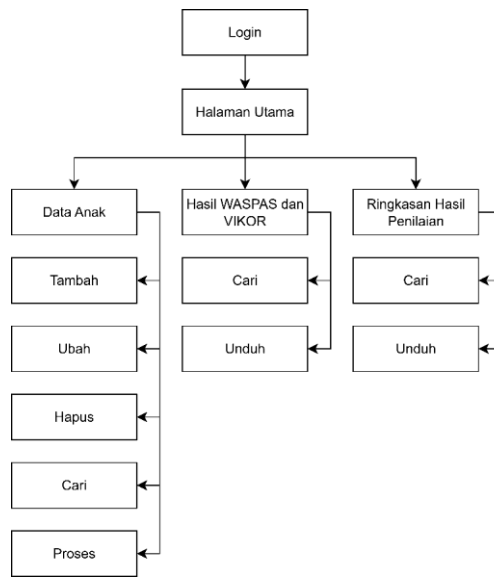 Login
Halaman Utama
Data Anak
Hasil WASPAS dan
VIKOR
Ringkasan Hasil
Penilaian
Tambah
Cari
Cari
Ubah
Unduh
Unduh
Hapus
Cari
Proses